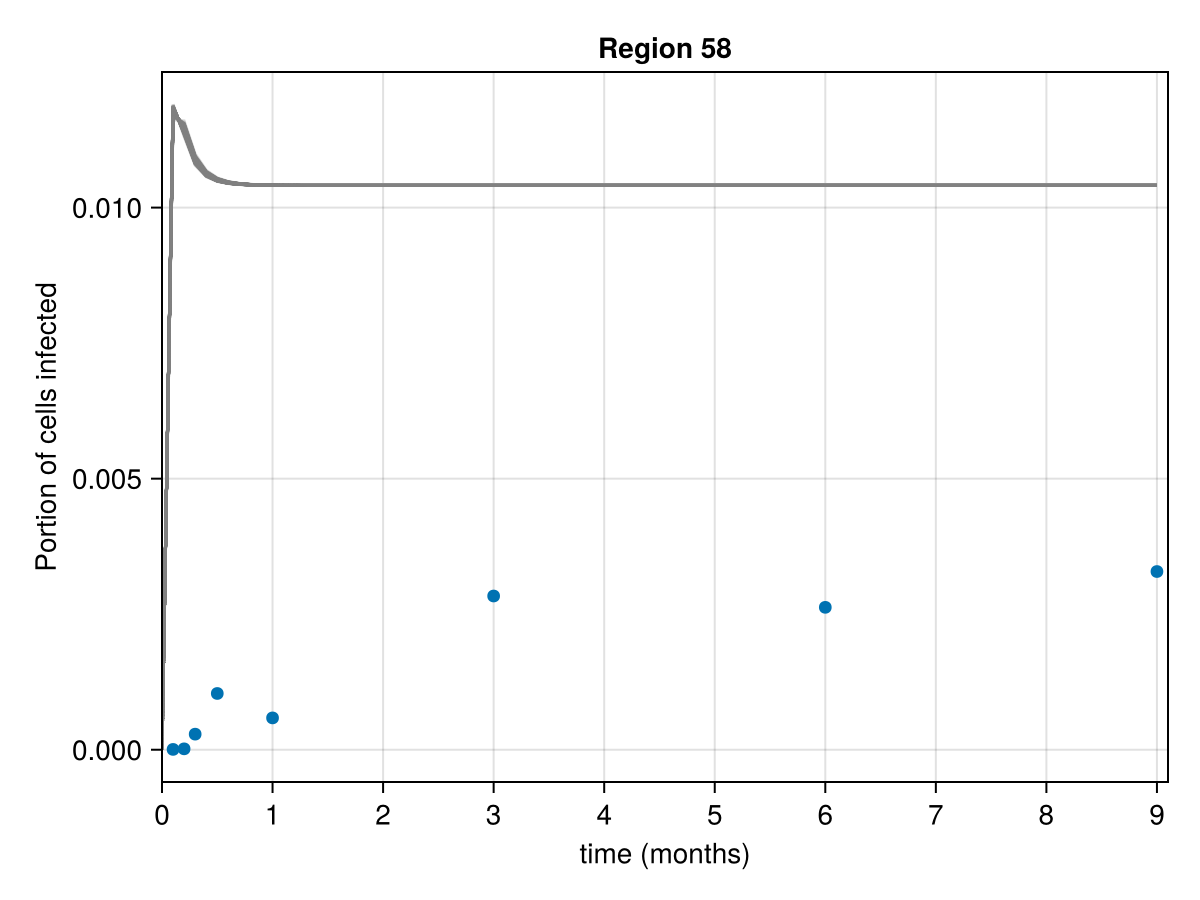 Region 58
Portion of cells infected
0.010
0.005
0.000
0 1 2 3 4 5 6 7 8 9
time (months)